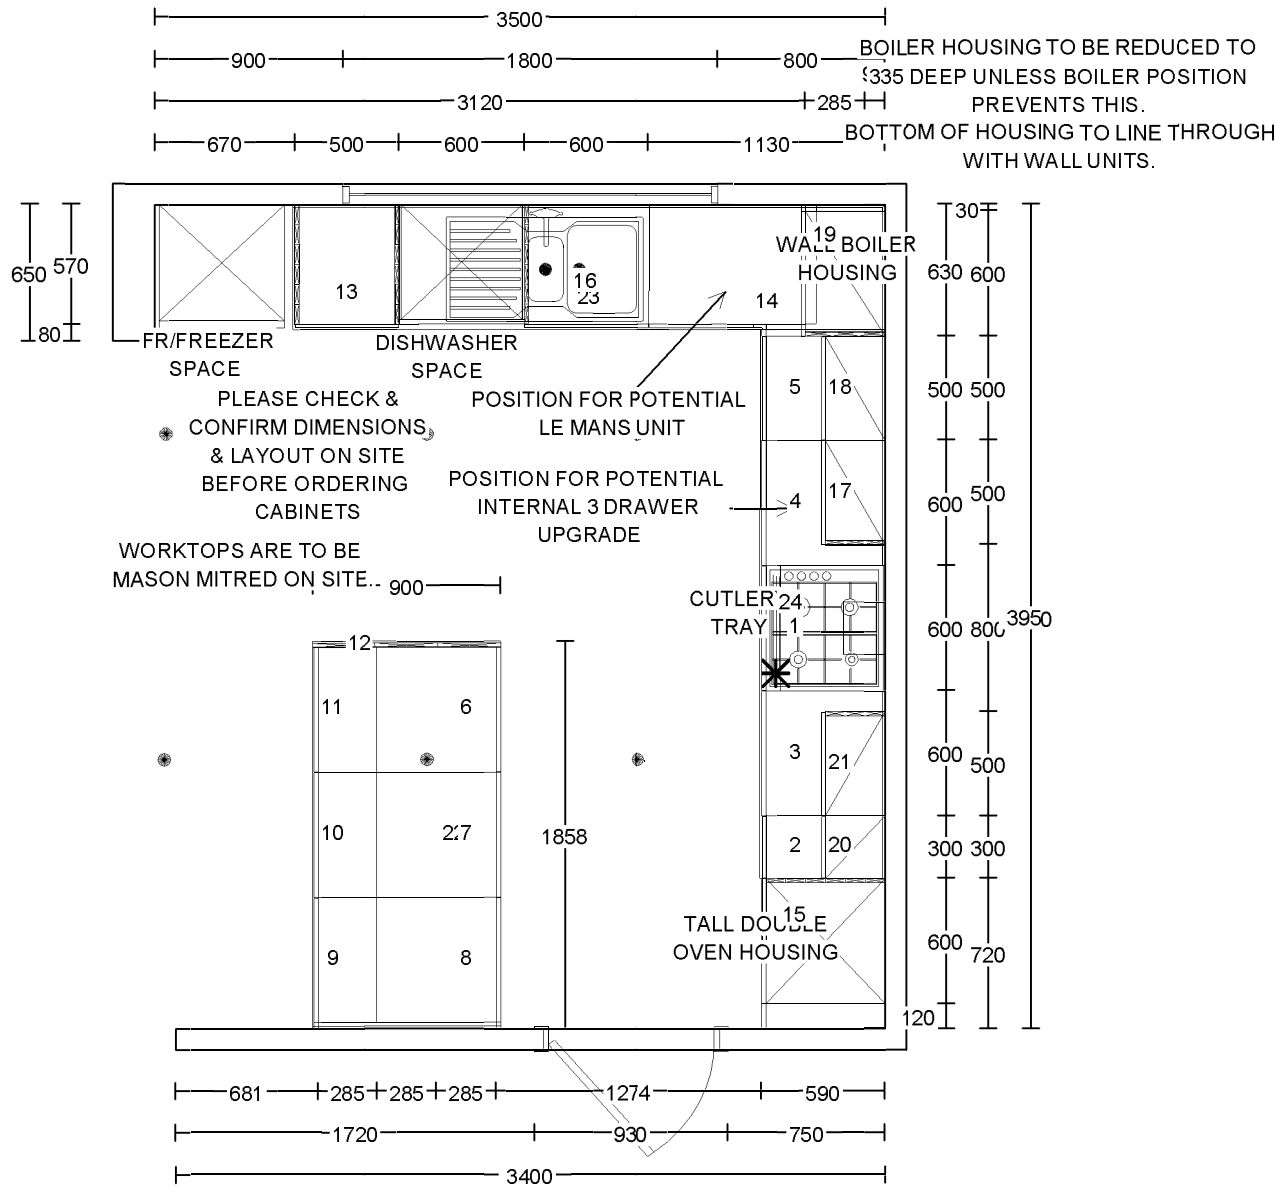 3500
900 1800 800
BOILER HOUSING TO BE REDUCED TO
335 DEEP UNLESS BOILER POSITION
PREVENTS THIS.
BOTTOM OF HOUSING TO LINE THROUGH
WITH WALL UNITS.
3120 285
670 500 600 600 1130
650 570
80
30
630 600
19
WALL BOILER
HOUSING
13
16
23
14
FR/FREEZER
SPACE
DISHWASHER
SPACE
PLEASE CHECK &
CONFIRM DIMENSIONS
& LAYOUT ON SITE
BEFORE ORDERING
CABINETS
POSITION FOR POTENTIAL
LE MANS UNIT
5 18
500 500
POSITION FOR POTENTIAL
INTERNAL 3 DRAWER
UPGRADE
4 17
600 500
WORKTOPS ARE TO BE
MASON MITRED ON SITE..
900
CUTLERY
TRAY
24
1
600 800 3950
12
11 6
3 21
600 500
10 7
1858
2 20
300 300
15
TALL DOUBLE
OVEN HOUSING
9 8
600 720
120
681 285 285 285 1274 590
1720 930 750
3400